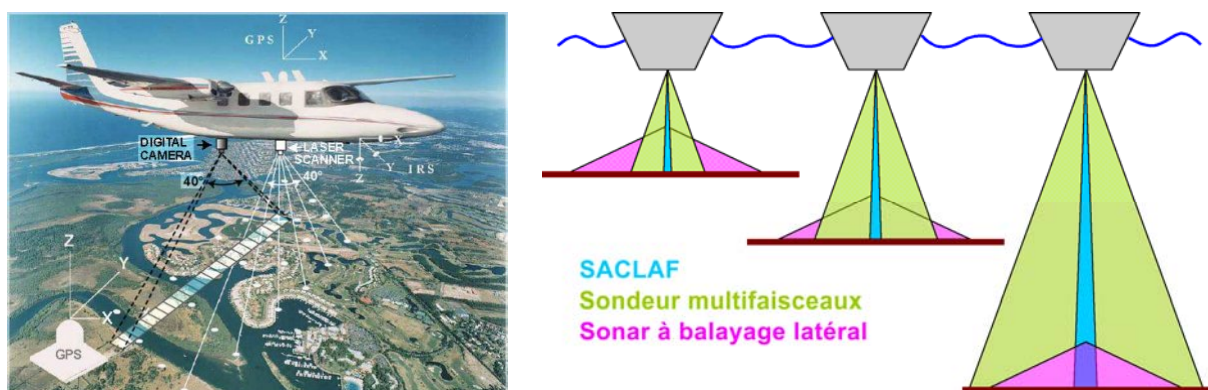 Z
GPS
Y
X
DIGITAL
CAMERA
LASER
SCANNER
X
Y
Z
IRS
40°
40°
Z
Y
X
GPS
SACLAF
Sondeur multifaisceaux
Sonar à balayage latéral